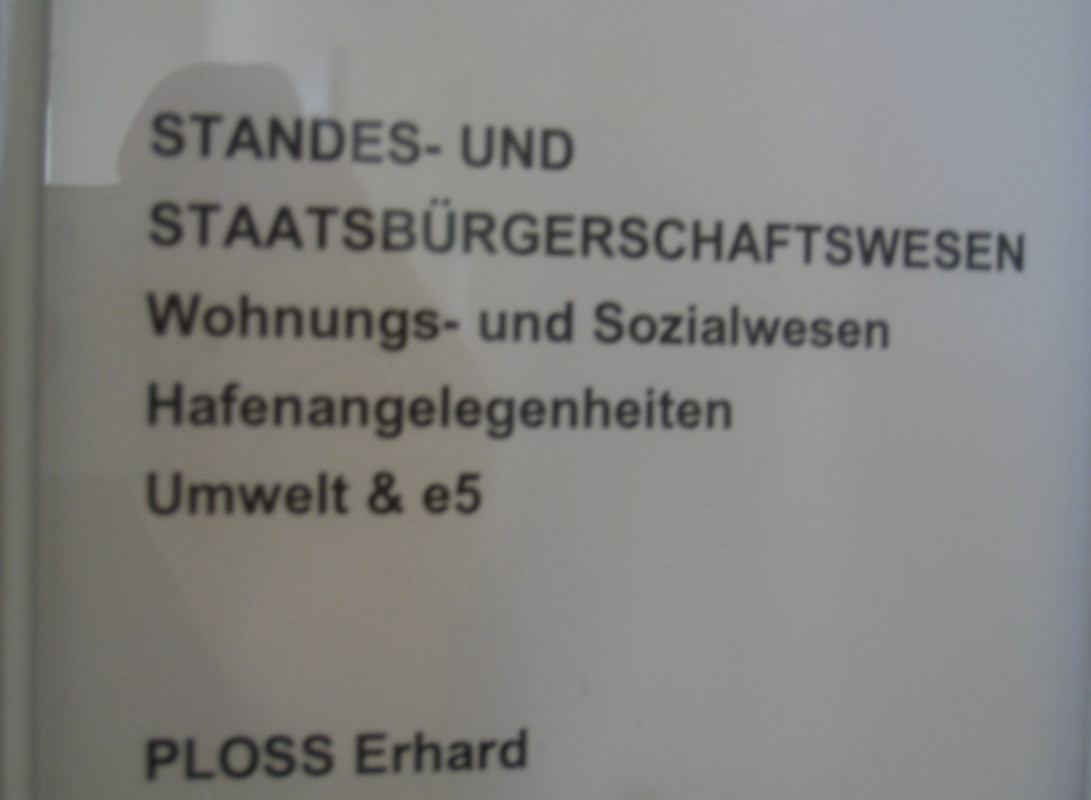 STANDES- UND
STAATSBÜRGERSCHAFTSWESEN
Wohnungs- und Sozialwesen
Hafenangelegenheiten
Umwelt & e5
PLOSS Erhard